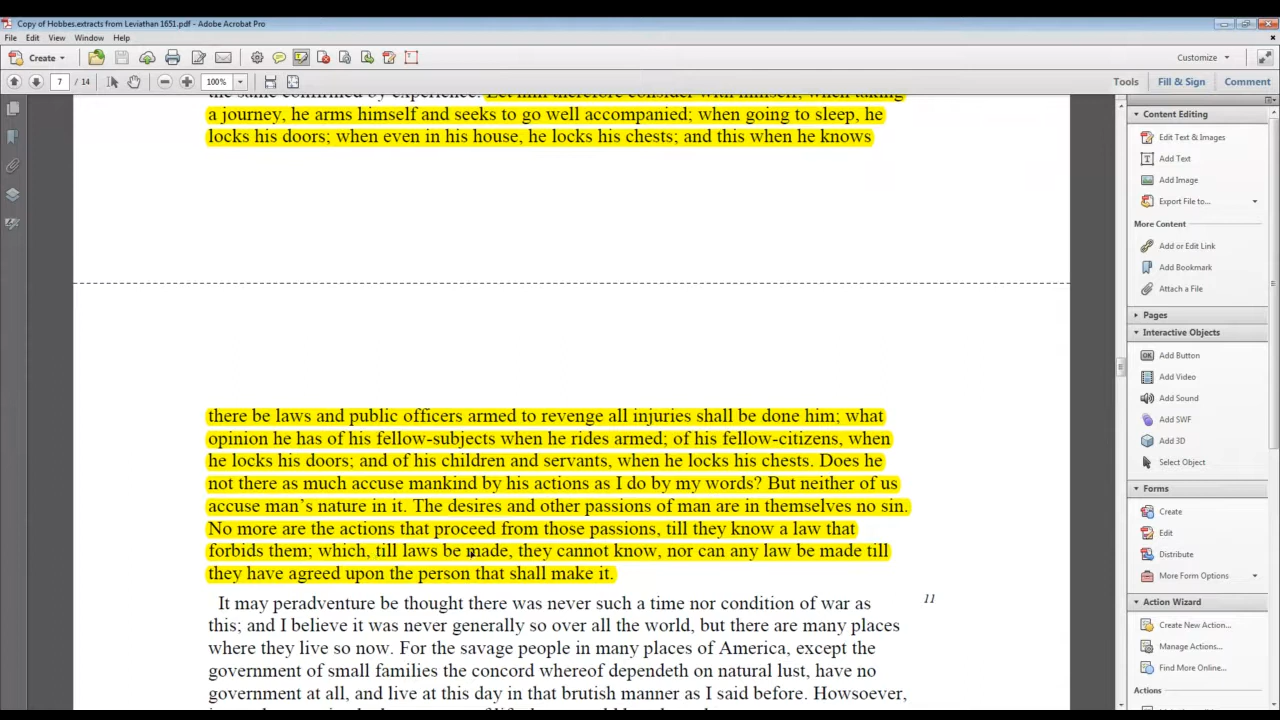 Copy of Hobbes.extracts from Leviathan 1651.pdf - Adobe Acrobat Pro
File Edit View Window Help
Create
Customize
7 / 14
100%
Tools Fill & Sign Comment
the same confirmed by experience. Let him therefore consider with himself, when taking
a journey, he arms himself and seeks to go well accompanied; when going to sleep, he
locks his doors; when even in his house, he locks his chests; and this when he knows
there be laws and public officers armed to revenge all injuries shall be done him; what
opinion he has of his fellow-subjects when he rides armed; of his fellow-citizens, when
he locks his doors; and of his children and servants, when he locks his chests. Does he
not there as much accuse mankind by his actions as I do by my words? But neither of us
accuse man's nature in it. The desires and other passions of man are in themselves no sin.
No more are the actions that proceed from those passions, till they know a law that
forbids them; which, till laws be made, they cannot know, nor can any law be made till
they have agreed upon the person that shall make it.
It may peradventure be thought there was never such a time nor condition of war as
11
this; and I believe it was never generally so over all the world, but there are many places
where they live so now. For the savage people in many places of America, except the
government of small families the concord whereof dependeth on natural lust, have no
government at all, and live at this day in that brutish manner as I said before. Howsoever,
Content Editing
Edit Text & Images
Add Text
Add Image
Export File to...
More Content
Add or Edit Link
Add Bookmark
Attach a File
Pages
Interactive Objects
OK Add Button
Add Video
Add Sound
Add SWF
Add 3D
Select Object
Forms
Create
Edit
Distribute
More Form Options
Action Wizard
Create New Action...
Manage Actions...
Find More Online...
Actions